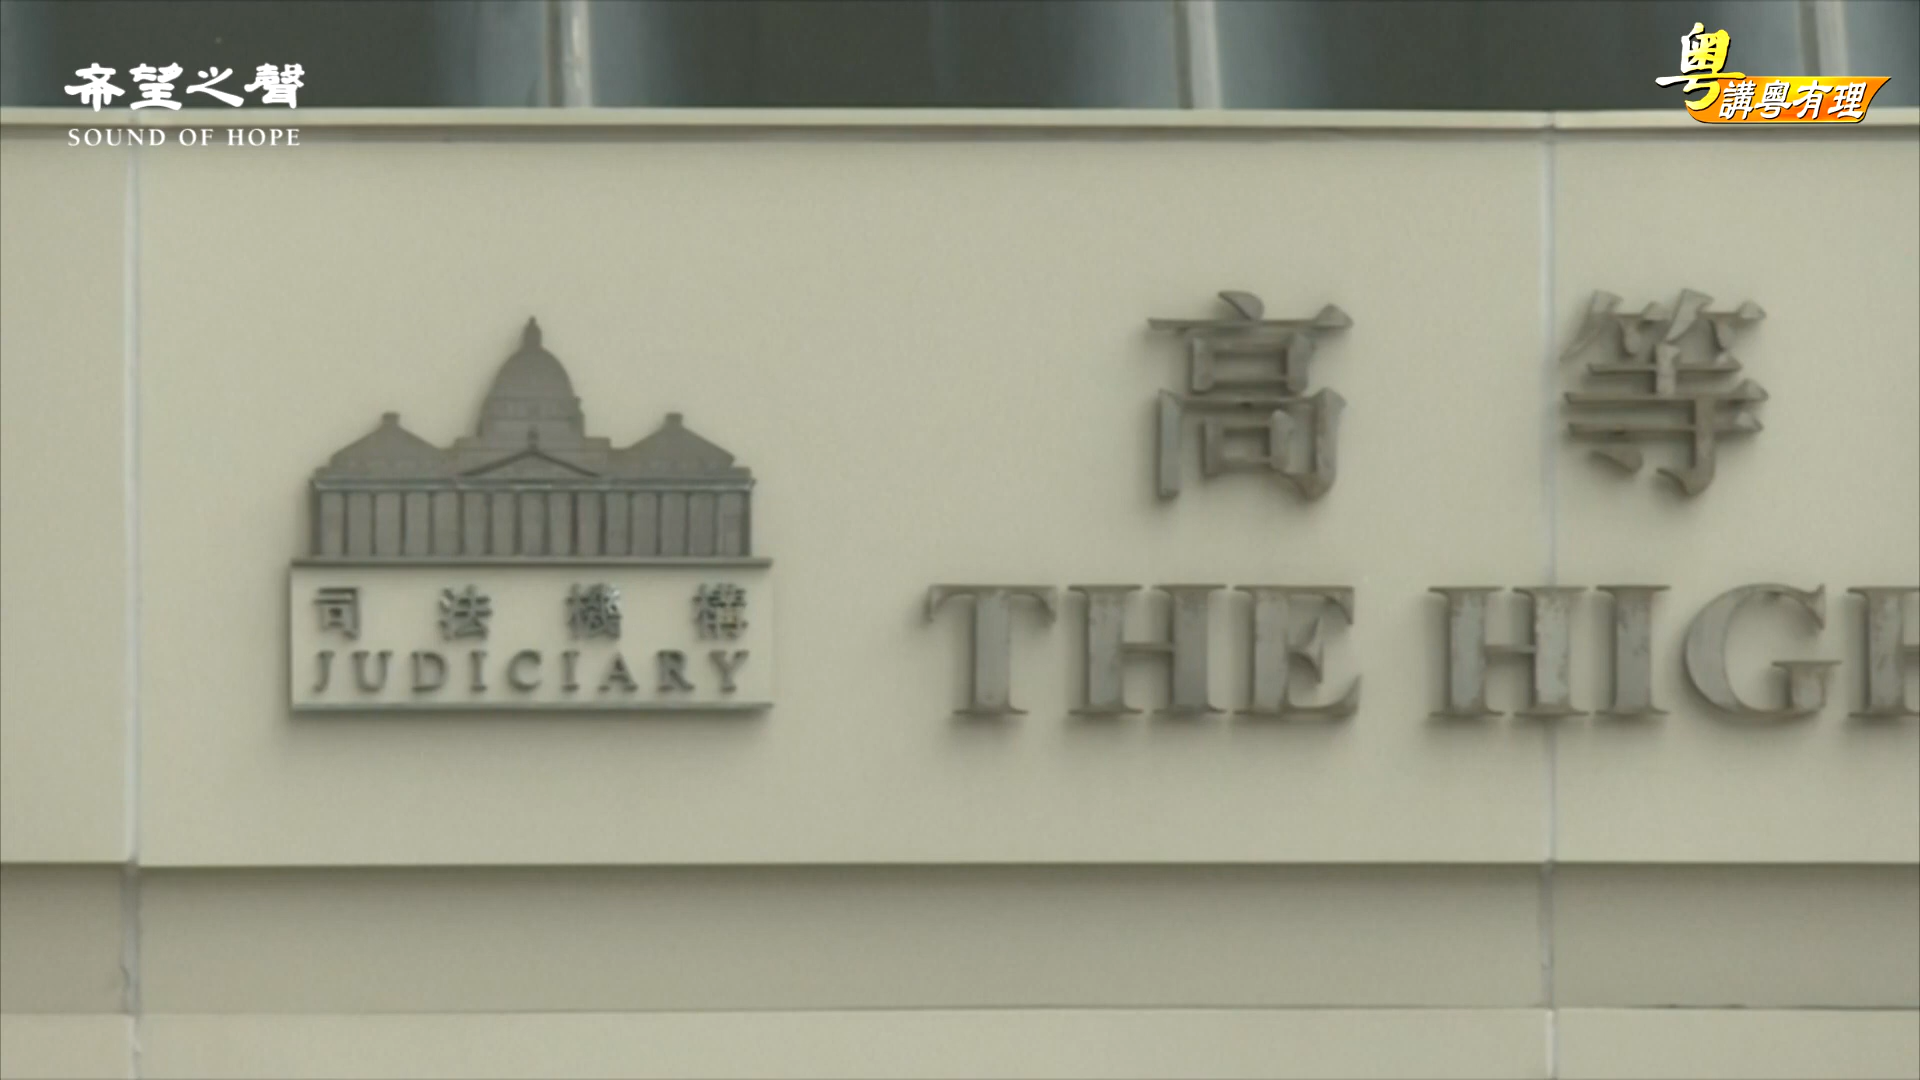 希望之聲
SOUND OF HOPE
粵
講粵有理
高等
THE HIGH
司法機構
JUDICIARY